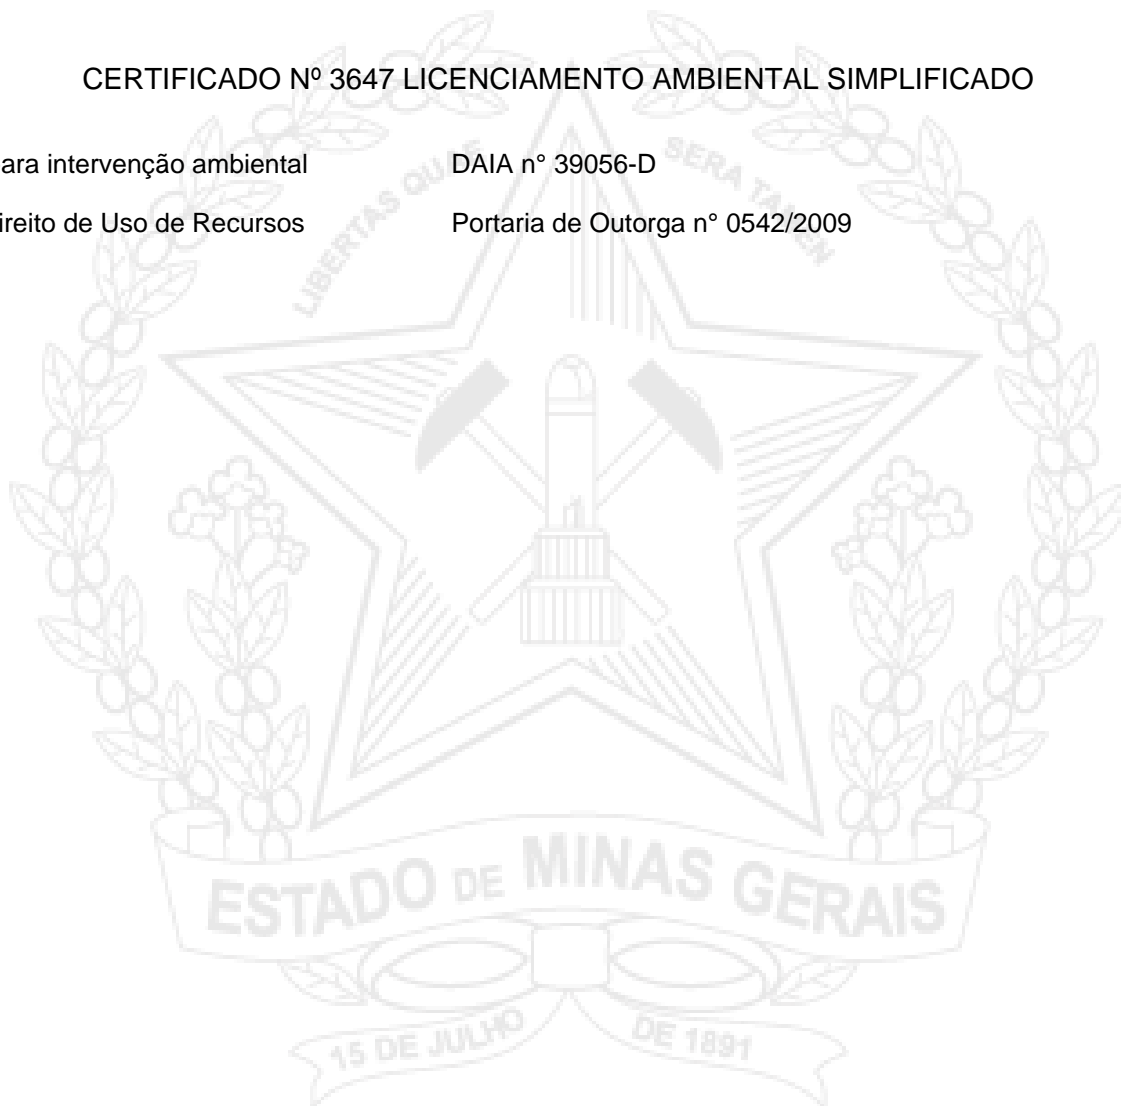 CERTIFICADO Nº 3647 LICENCIAMENTO AMBIENTAL SIMPLIFICADO
ara intervenção ambiental DAIA n° 39056-D
ireito de Uso de Recursos Portaria de Outorga n° 0542/2009
LIBERTAS QUÆ SERA TAMEN
ESTADO DE MINAS GERAIS
15 DE JULHO DE 1891